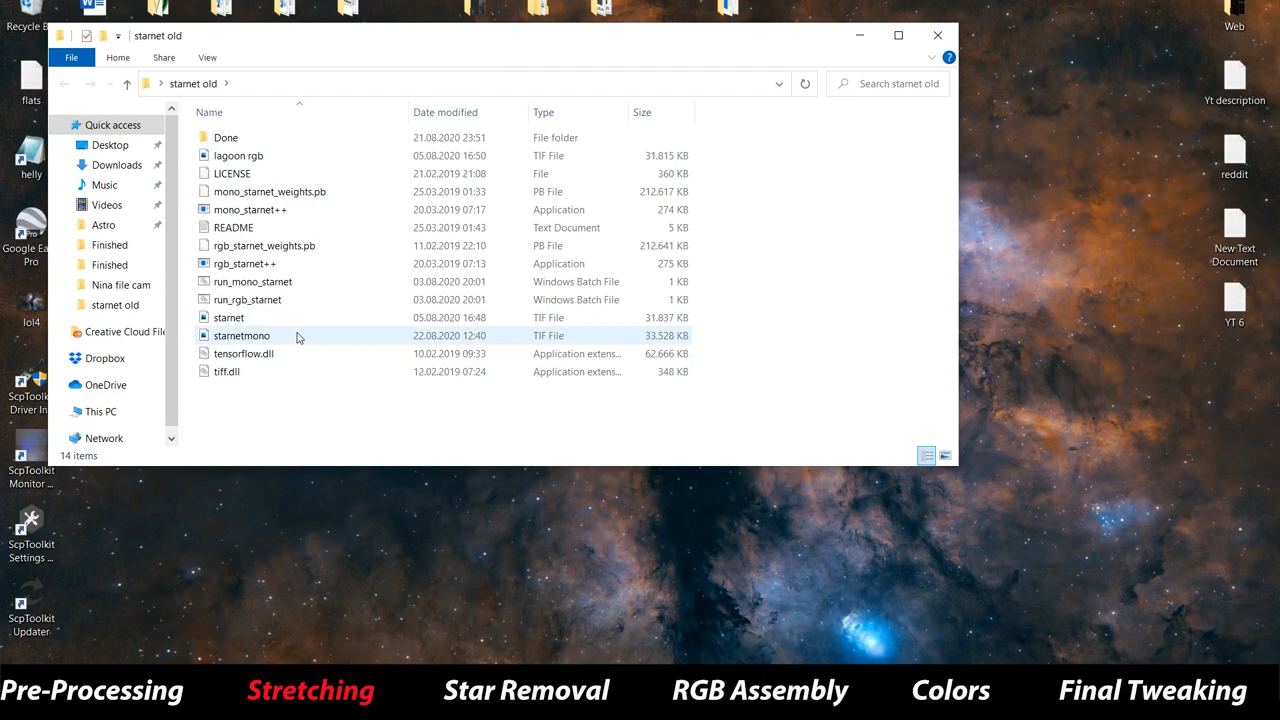 Recycle B
flats
helly
Google Ea
Pro
lol4
ScpToolkit
Driver In
ScpToolkit
Monitor ...
ScpToolkit
Settings ...
ScpToolkit
Updater
starnet old
File
Home
Share
View
starnet old
Search starnet old
Name
Date modified
Type
Size
Quick access
Desktop
Downloads
Music
Videos
Astro
Finished
Finished
Nina file cam
starnet old
Creative Cloud File
Dropbox
OneDrive
This PC
Network
Done 21.08.2020 23:51 File folder
lagoon rgb 05.08.2020 16:50 TIF File 31.815 KB
LICENSE 21.02.2019 21:08 File 360 KB
mono_starnet_weights.pb 25.03.2019 01:33 PB File 212.617 KB
mono_starnet++ 20.03.2019 07:17 Application 274 KB
README 25.03.2019 01:43 Text Document 5 KB
rgb_starnet_weights.pb 11.02.2019 22:10 PB File 212.641 KB
rgb_starnet++ 20.03.2019 07:13 Application 275 KB
run_mono_starnet 03.08.2020 20:01 Windows Batch File 1 KB
run_rgb_starnet 03.08.2020 20:01 Windows Batch File 1 KB
starnet 05.08.2020 16:48 TIF File 31.837 KB
starnetmono 22.08.2020 12:40 TIF File 33.528 KB
tensorflow.dll 10.02.2019 09:33 Application extens... 62.666 KB
tiff.dll 12.02.2019 07:24 Application extens... 348 KB
14 items
Web
Yt description
reddit
New Text
Document
YT 6
Pre-Processing Stretching Star Removal RGB Assembly Colors Final Tweaking